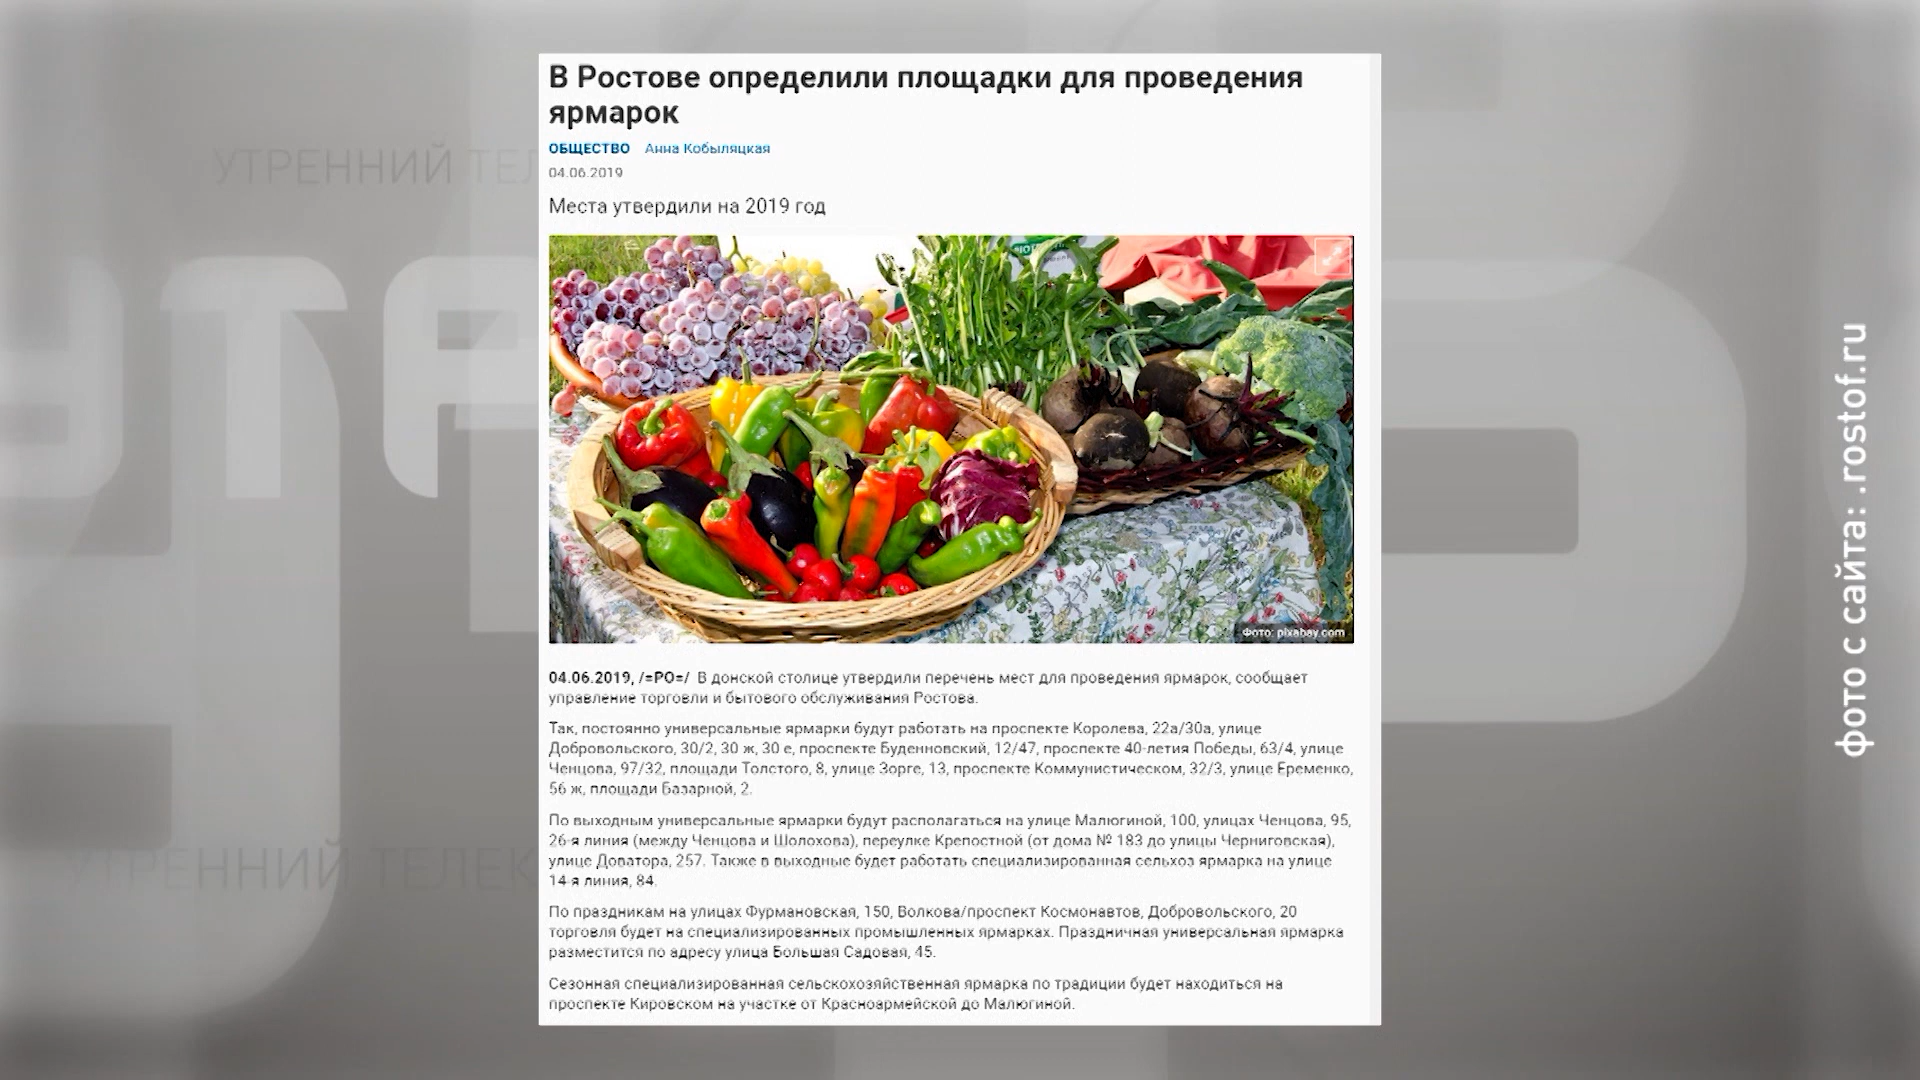 В Ростове определили площадки для проведения
ярмарок
ОБЩЕСТВО Анна Кобыляцкая
04.06.2019
Места утвердили на 2019 год
Фото: pixabay.com
04.06.2019, /=РО=/ В донской столице утвердили перечень мест для проведения ярмарок, сообщает
управление торговли и бытового обслуживания Ростова.
Так, постоянно универсальные ярмарки будут работать на проспекте Королева, 22а/30а, улице
Добровольского, 30/2, 30 ж, 30 е, проспекте Буденновский, 12/47, проспекте 40-летия Победы, 63/4, улице
Ченцова, 97/32, площади Толстого, 8, улице Зорге, 13, проспекте Коммунистическом, 32/3, улице Еременко,
56 ж, площади Базарной, 2.
По выходным универсальные ярмарки будут располагаться на улице Малюгиной, 100, улицах Ченцова, 95,
26-я линия (между Ченцова и Шолохова), переулке Крепостной (от дома № 183 до улицы Черниговская),
улице Доватора, 257. Также в выходные будет работать специализированная сельхоз ярмарка на улице
14-я линия, 84.
По праздникам на улицах Фурмановская, 150, Волкова/проспект Космонавтов, Добровольского, 20
торговля будет на специализированных промышленных ярмарках. Праздничная универсальная ярмарка
разместится по адресу улица Большая Садовая, 45.
Сезонная специализированная сельскохозяйственная ярмарка по традиции будет находиться на
проспекте Кировском на участке от Красноармейской до Малюгиной.
фото с сайта: .rostof.ru
УТРЕННИЙ ТЕЛ
УТРЕННИЙ ТЕЛЕК